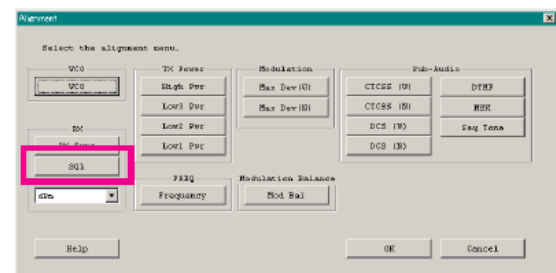 Alignment
Select the alignment menu.
VCO
VCO
TX Power
High Pwr
Low3 Pwr
Low2 Pwr
Low1 Pwr
Modulation
Max Dev(W)
Max Dev(N)
Sub-Audio
CTCSS (W)
CTCSS (N)
DCS (W)
DCS (N)
DTMF
MSK
Seq Tone
RX
SQL
dBm
FREQ
Frequency
Modulation Balance
Mod Bal
Help
OK
Cancel